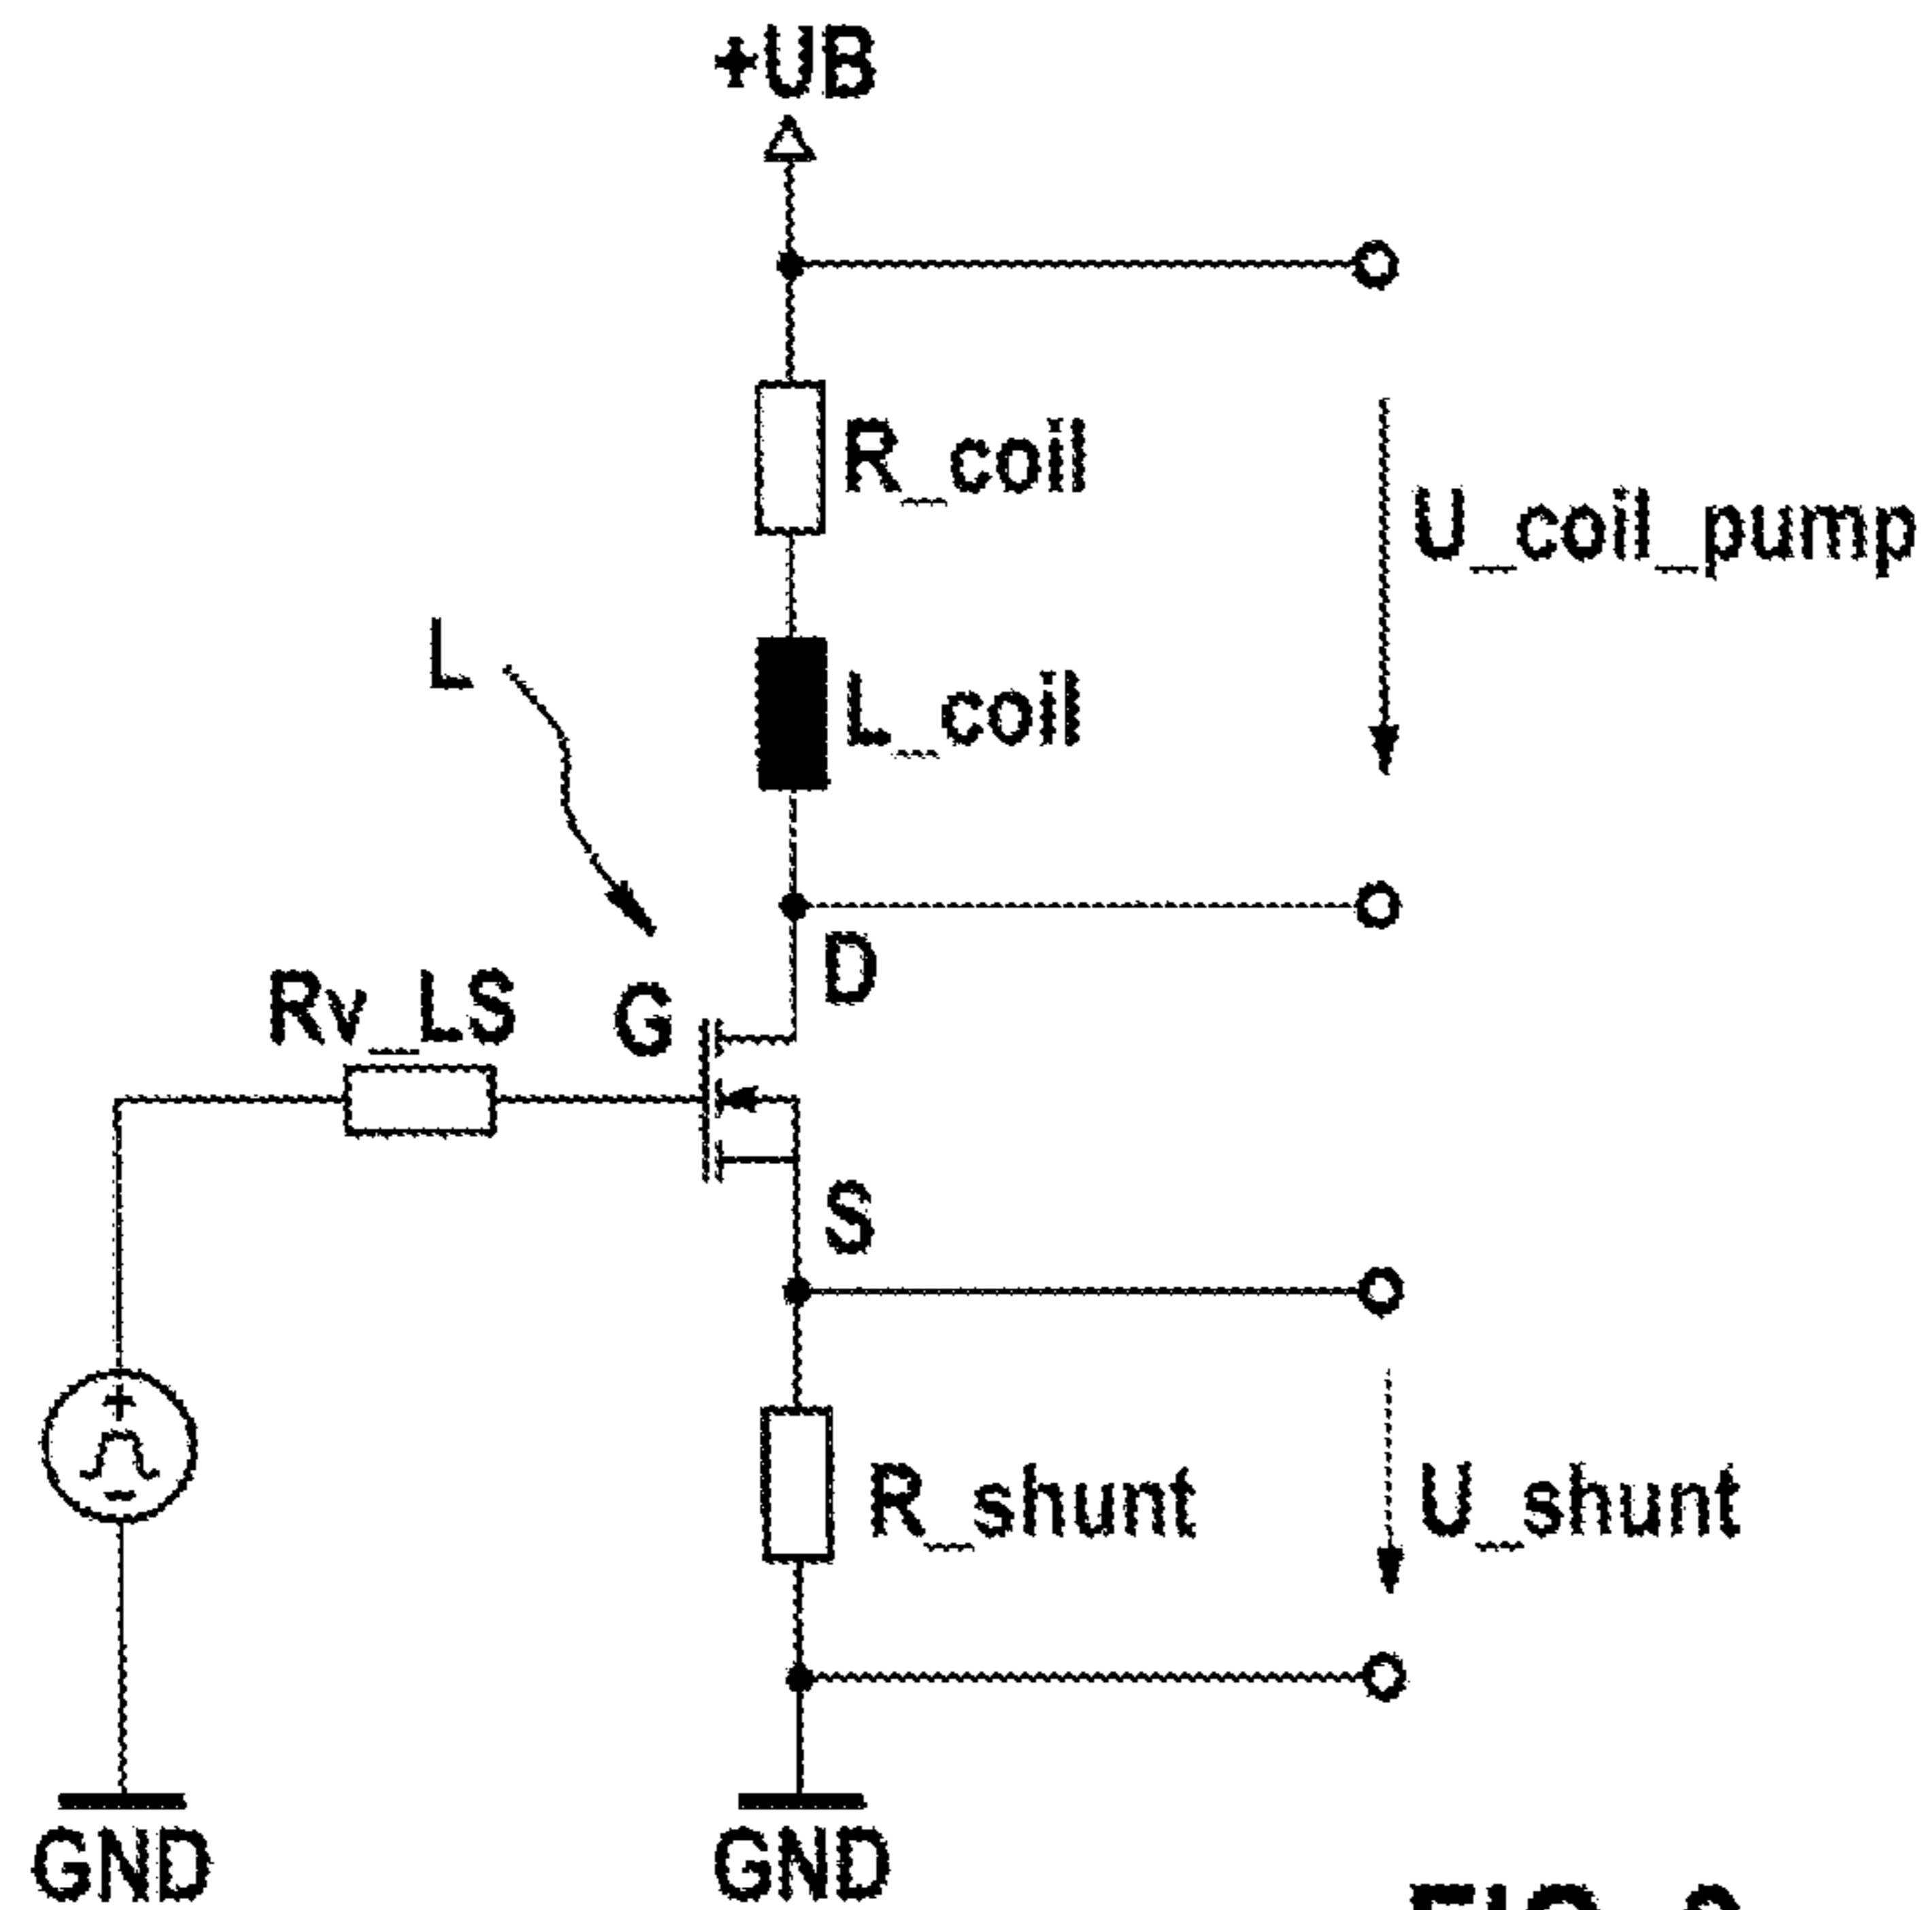 +UB
R_coil
U_coil_pump
L
L_coil
D
Rv_LS
G
S
+
-
R_shunt
U_shunt
GND
GND